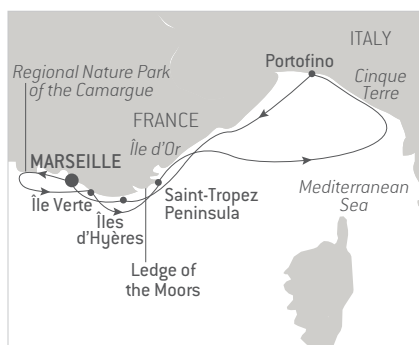 ITALY
Portofino
Regional Nature Park
of the Camargue
Cinque
Terre
FRANCE
Île d'Or
MARSEILLE
Île Verte
Îles
d'Hyères
Saint-Tropez
Peninsula
Mediterranean
Sea
Ledge of
the Moors